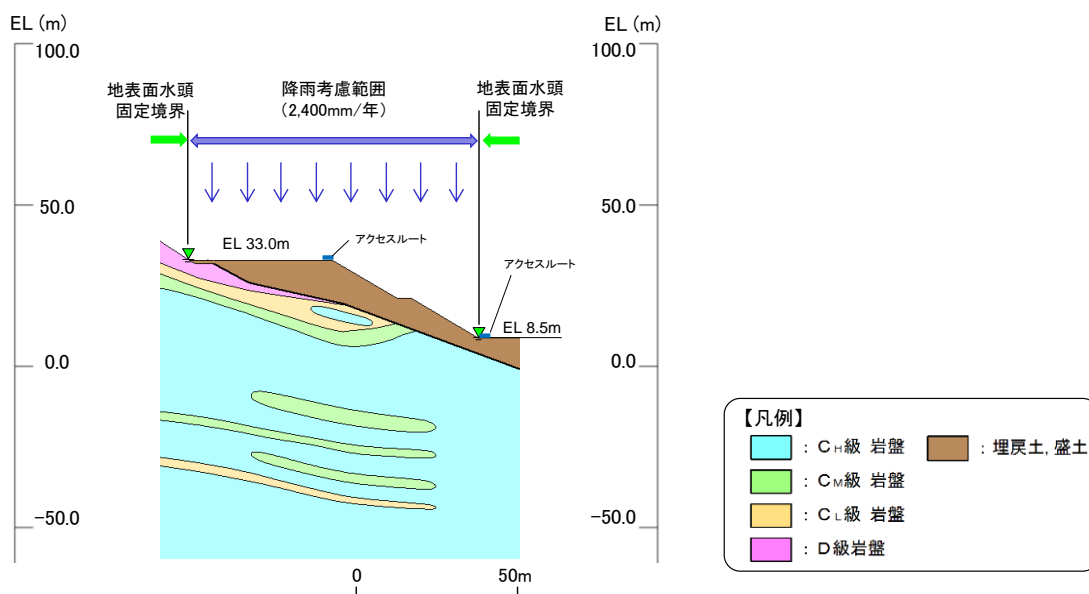 EL（m）
EL（m）
100.0
100.0
地表面水頭
固定境界
降雨考慮範囲
（2,400mm/年）
地表面水頭
固定境界
50.0
50.0
EL 33.0m
アクセスルート
アクセスルート
EL 8.5m
0.0
0.0
【凡例】
：CH級 岩盤
：埋戻土，盛土
：CM級 岩盤
：CL級 岩盤
：D級岩盤
−50.0
−50.0
0
50m